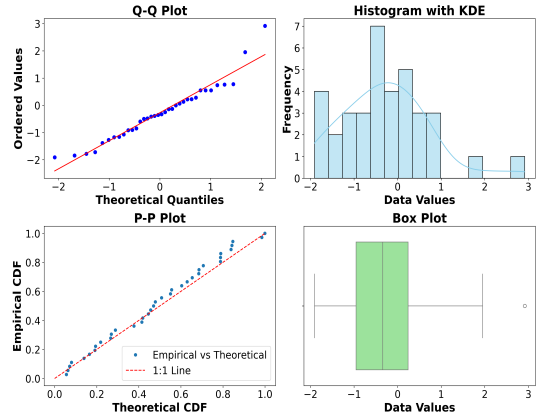 Q-Q Plot
Ordered Values
3
2
1
0
−1
−2
−2 −1 0 1 2
Theoretical Quantiles
Histogram with KDE
Frequency
7
6
5
4
3
2
1
0
−2 −1 0 1 2 3
Data Values
P-P Plot
Empirical CDF
1.0
0.8
0.6
0.4
0.2
0.0
Empirical vs Theoretical
1:1 Line
0.0 0.2 0.4 0.6 0.8 1.0
Theoretical CDF
Box Plot
−2 −1 0 1 2 3
Data Values